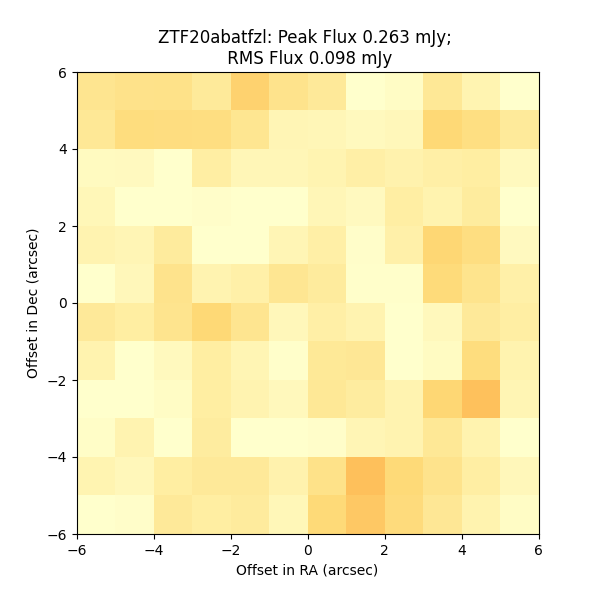 ZTF20abatfzl: Peak Flux 0.263 mJy;
RMS Flux 0.098 mJy
6
4
2
0
−2
−4
−6
Offset in Dec (arcsec)
−6 −4 −2 0 2 4 6
Offset in RA (arcsec)